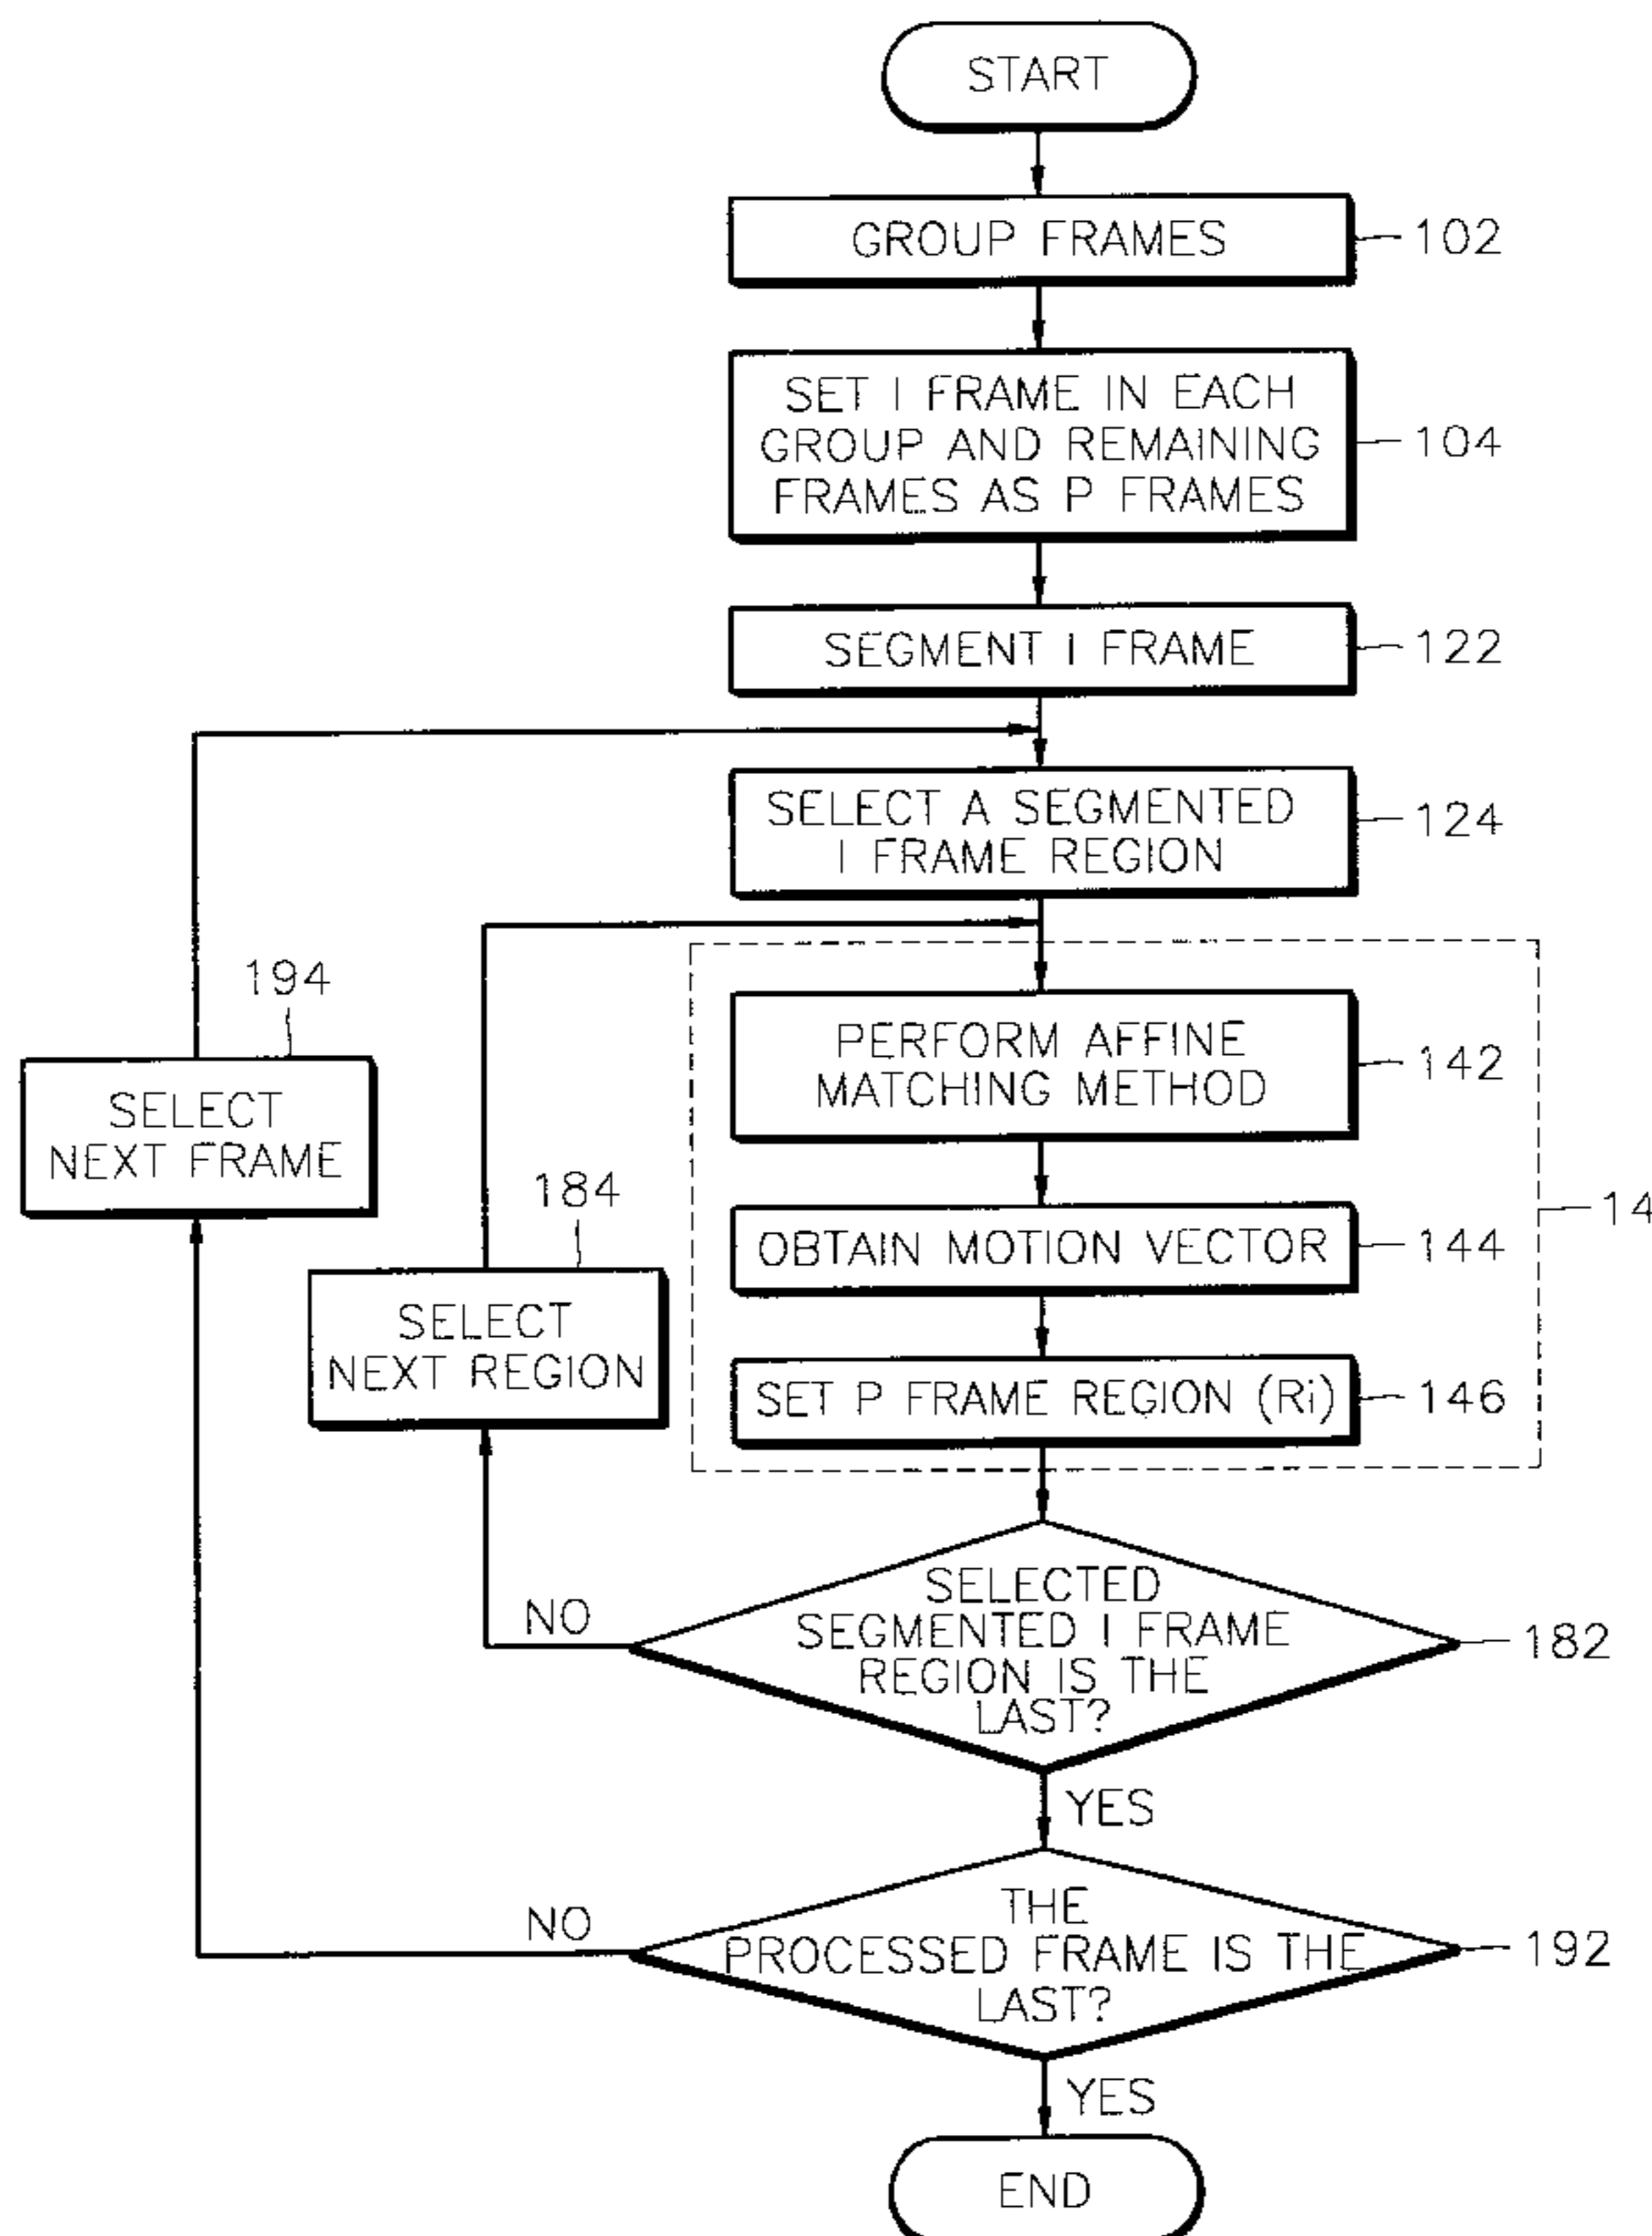 START
GROUP FRAMES
102
SET I FRAME IN EACH
GROUP AND REMAINING
FRAMES AS P FRAMES
104
SEGMENT I FRAME
122
SELECT A SEGMENTED
I FRAME REGION
124
194
SELECT
NEXT FRAME
PERFORM AFFINE
MATCHING METHOD
142
184
SELECT
NEXT REGION
OBTAIN MOTION VECTOR
144
14
SET P FRAME REGION (Ri)
146
NO
SELECTED
SEGMENTED I FRAME
REGION IS THE
LAST?
182
YES
NO
THE
PROCESSED FRAME IS THE
LAST?
192
YES
END